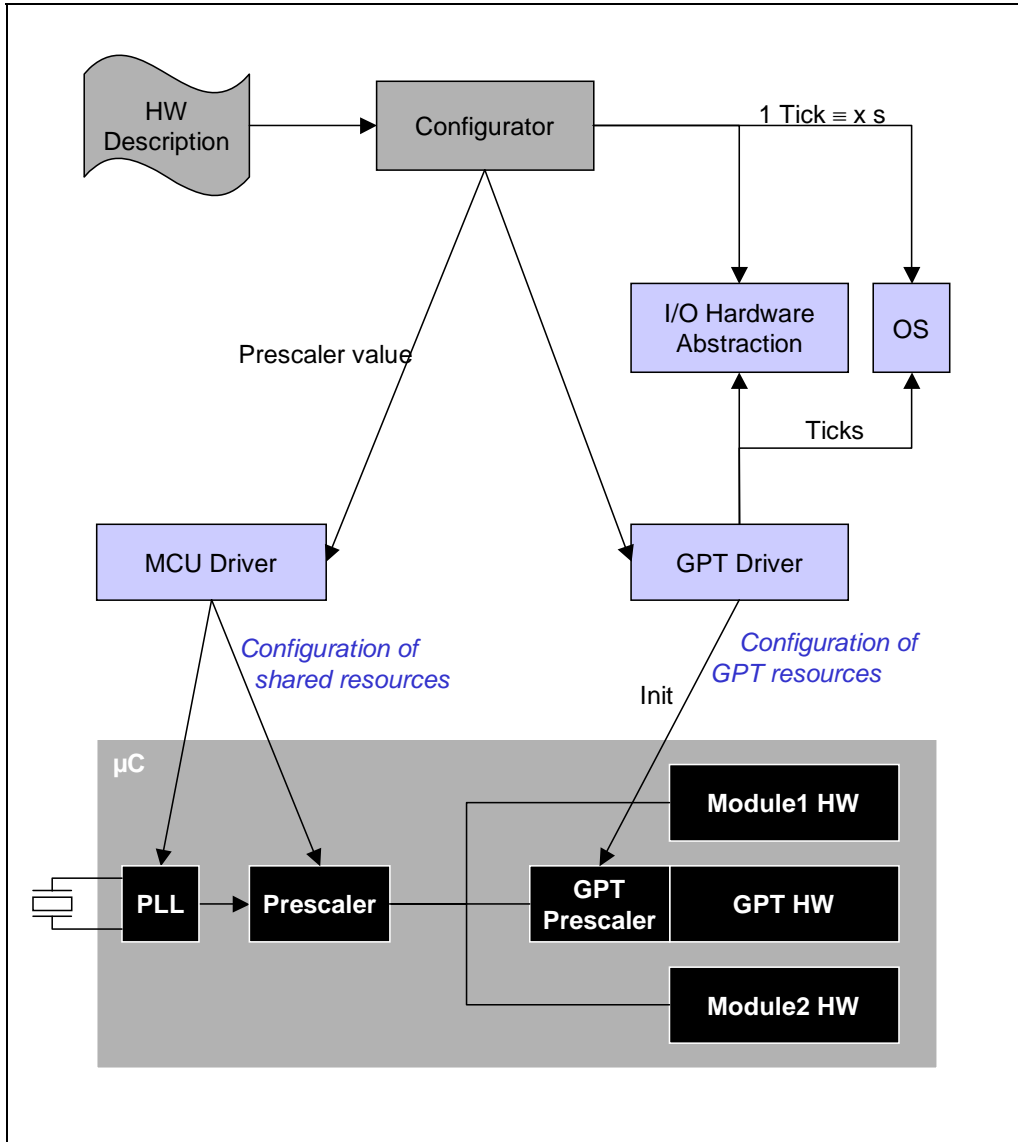 HW
Description
Configurator
1 Tick ≡ x s
I/O Hardware
Abstraction
OS
Prescaler value
Ticks
MCU Driver
GPT Driver
Configuration of
shared resources
Configuration of
GPT resources
Init
µC
Module1 HW
PLL
Prescaler
GPT
Prescaler
GPT HW
Module2 HW